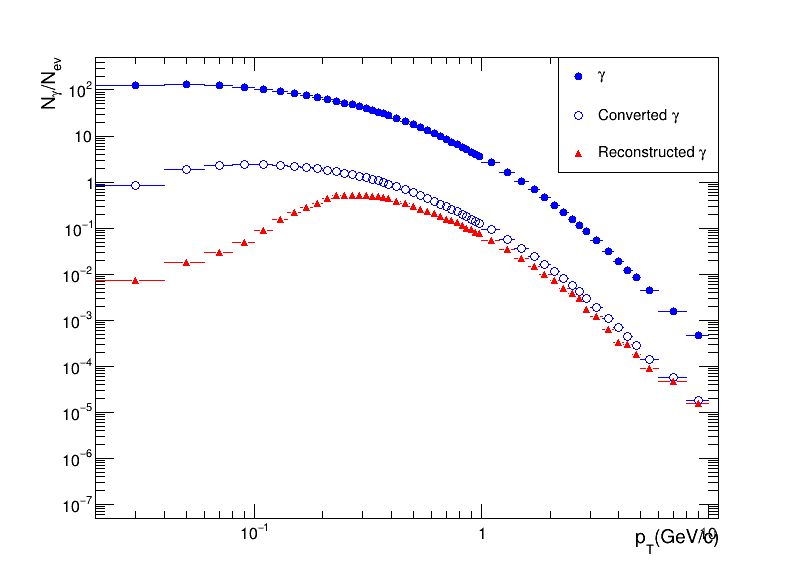 N_γ/N_ev
γ
Converted γ
Reconstructed γ
10²
10
1
10⁻¹
10⁻²
10⁻³
10⁻⁴
10⁻⁵
10⁻⁶
10⁻⁷
10⁻¹
1
10
p_T(GeV/c)